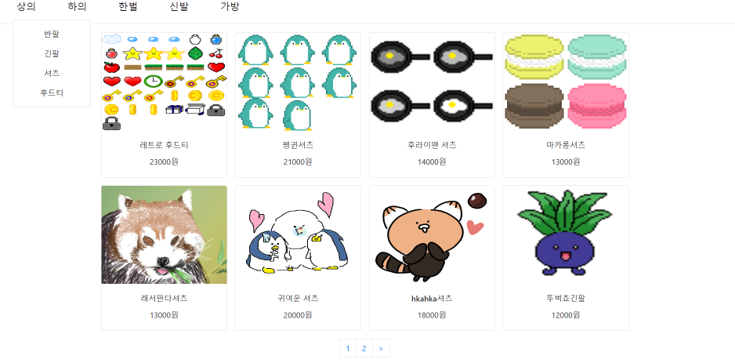 상의 하의 한벌 신발 가방
반팔
긴팔
셔츠
후드티
레트로 후드티 펭귄셔츠 후라이팬 셔츠 마카롱셔츠
23000원 21000원 14000원 13000원
래서판다셔츠 귀여운 셔츠 hkahka셔츠 뚜벅쵸긴팔
13000원 20000원 18000원 12000원
1 2 >